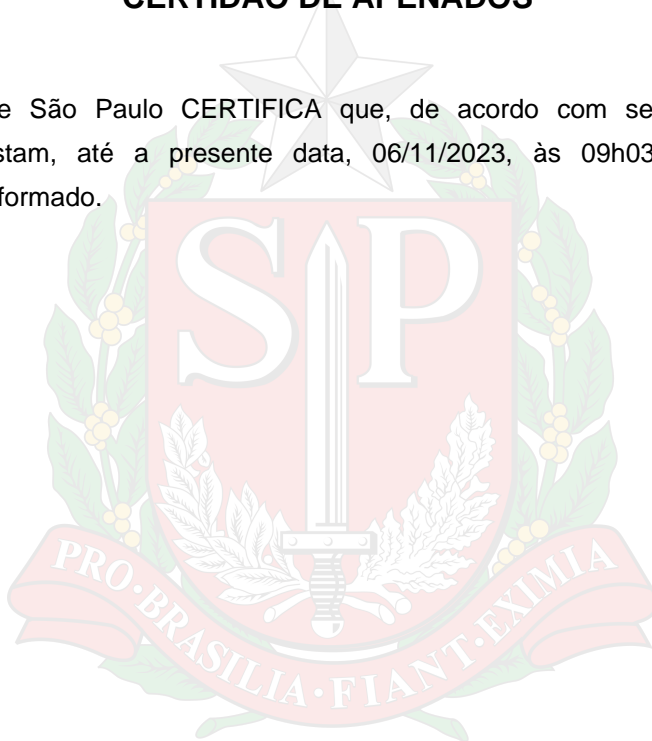 CERTIDÃO DE APENADOS
e São Paulo CERTIFICA que, de acordo com se
stam, até a presente data, 06/11/2023, às 09h03
formado.
SP
PRO·BRASILIA·FIANT·EXIMIA